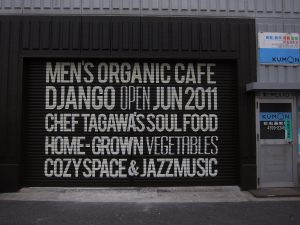 MEN'S ORGANIC CAFE
DJANGO OPEN JUN 2011
CHEF TAGAWA'S SOUL FOOD
HOME-GROWN VEGETABLES
COZY SPACE & JAZZ MUSIC
KUMON
KUMON